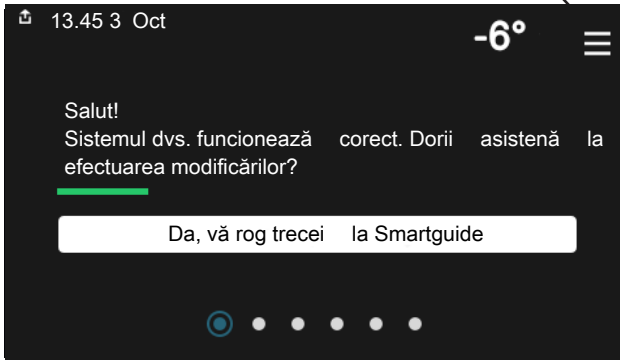 13.45 3 Oct
-6°
Salut!
Sistemul dvs. funcionează corect. Dorii asistenă la
efectuarea modificărilor?
Da, vă rog trecei la Smartguide